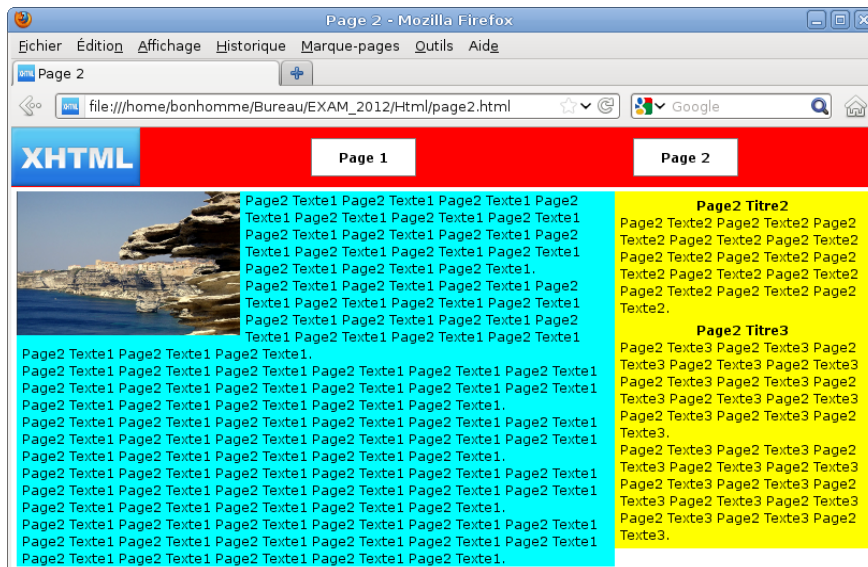 Page 2 - Mozilla Firefox
Fichier Édition Affichage Historique Marque-pages Outils Aide
XHTML Page 2
XHTML file:///home/bonhomme/Bureau/EXAM_2012/Html/page2.html Google
XHTML Page 1 Page 2
Page2 Texte1 Page2 Texte1 Page2 Texte1 Page2
Texte1 Page2 Texte1 Page2 Texte1 Page2 Texte1
Page2 Texte1 Page2 Texte1 Page2 Texte1 Page2
Texte1 Page2 Texte1 Page2 Texte1 Page2 Texte1
Page2 Texte1 Page2 Texte1 Page2 Texte1.
Page2 Texte1 Page2 Texte1 Page2 Texte1 Page2
Texte1 Page2 Texte1 Page2 Texte1 Page2 Texte1
Page2 Texte1 Page2 Texte1 Page2 Texte1 Page2
Texte1 Page2 Texte1 Page2 Texte1 Page2 Texte1
Page2 Texte1 Page2 Texte1 Page2 Texte1.
Page2 Texte1 Page2 Texte1 Page2 Texte1 Page2 Texte1 Page2 Texte1 Page2 Texte1
Page2 Texte1 Page2 Texte1 Page2 Texte1 Page2 Texte1 Page2 Texte1 Page2 Texte1
Page2 Texte1 Page2 Texte1 Page2 Texte1 Page2 Texte1 Page2 Texte1.
Page2 Texte1 Page2 Texte1 Page2 Texte1 Page2 Texte1 Page2 Texte1 Page2 Texte1
Page2 Texte1 Page2 Texte1 Page2 Texte1 Page2 Texte1 Page2 Texte1 Page2 Texte1
Page2 Texte1 Page2 Texte1 Page2 Texte1 Page2 Texte1 Page2 Texte1.
Page2 Texte1 Page2 Texte1 Page2 Texte1 Page2 Texte1 Page2 Texte1 Page2 Texte1
Page2 Texte1 Page2 Texte1 Page2 Texte1 Page2 Texte1 Page2 Texte1 Page2 Texte1
Page2 Texte1 Page2 Texte1 Page2 Texte1 Page2 Texte1 Page2 Texte1.
Page2 Texte1 Page2 Texte1 Page2 Texte1 Page2 Texte1 Page2 Texte1 Page2 Texte1
Page2 Texte1 Page2 Texte1 Page2 Texte1 Page2 Texte1 Page2 Texte1 Page2 Texte1
Page2 Texte1 Page2 Texte1 Page2 Texte1 Page2 Texte1 Page2 Texte1.
Page2 Titre2
Page2 Texte2 Page2 Texte2 Page2
Texte2 Page2 Texte2 Page2 Texte2
Page2 Texte2 Page2 Texte2 Page2
Texte2 Page2 Texte2 Page2 Texte2
Page2 Texte2 Page2 Texte2 Page2
Texte2.
Page2 Titre3
Page2 Texte3 Page2 Texte3 Page2
Texte3 Page2 Texte3 Page2 Texte3
Page2 Texte3 Page2 Texte3 Page2
Texte3 Page2 Texte3 Page2 Texte3
Page2 Texte3 Page2 Texte3 Page2
Texte3.
Page2 Texte3 Page2 Texte3 Page2
Texte3 Page2 Texte3 Page2 Texte3
Page2 Texte3 Page2 Texte3 Page2
Texte3 Page2 Texte3 Page2 Texte3
Page2 Texte3 Page2 Texte3 Page2
Texte3.